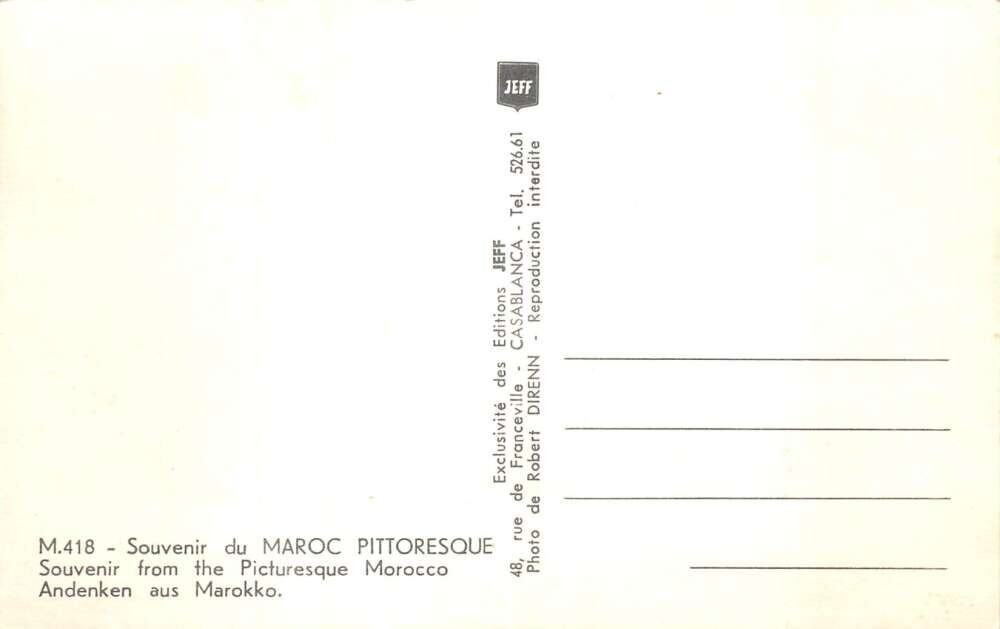 JEFF
Exclusivité des Editions JEFF
48, rue de Franceville - CASABLANCA - Tel. 526.61
Photo de Robert DIRENN - Reproduction interdite
M.418 - Souvenir du MAROC PITTORESQUE
Souvenir from the Picturesque Morocco
Andenken aus Marokko.